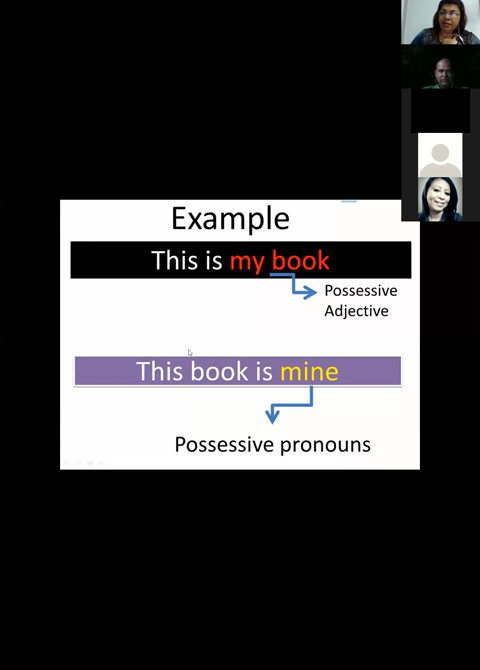 Example
This is my book
Possessive
Adjective
This book is mine
Possessive pronouns